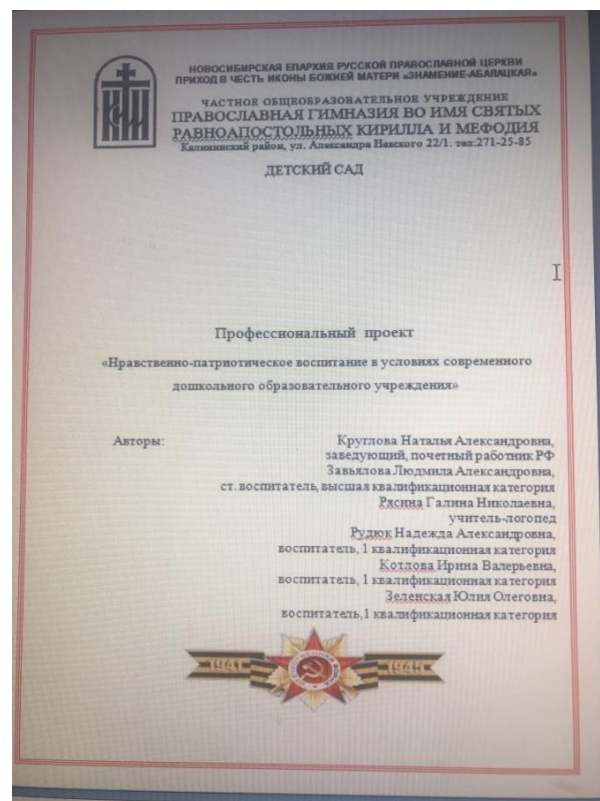 НОВОСИБИРСКАЯ ЕПАРХИЯ РУССКОЙ ПРАВОСЛАВНОЙ ЦЕРКВИ
ПРИХОД В ЧЕСТЬ ИКОНЫ БОЖИЕЙ МАТЕРИ «ЗНАМЕНИЕ-АБАЛАЦКАЯ»
ЧАСТНОЕ ОБЩЕОБРАЗОВАТЕЛЬНОЕ УЧРЕЖДЕНИЕ
ПРАВОСЛАВНАЯ ГИМНАЗИЯ ВО ИМЯ СВЯТЫХ
РАВНОАПОСТОЛЬНЫХ КИРИЛЛА И МЕФОДИЯ
Калининский район, ул. Александра Невского 22/1. тел:271-25-85
ДЕТСКИЙ САД
Профессиональный проект
«Нравственно-патриотическое воспитание в условиях современного
дошкольного образовательного учреждения»
Авторы: Круглова Наталья Александровна,
заведующий, почетный работник РФ
Завьялова Людмила Александровна,
ст. воспитатель, высшая квалификационная категория
Рясина Галина Николаевна,
учитель-логопед
Рудюк Надежда Александровна,
воспитатель, 1 квалификационная категория
Котлова Ирина Валерьевна,
воспитатель, 1 квалификационная категория
Зеленская Юлия Олеговна,
воспитатель,1 квалификационная категория
1941 1945